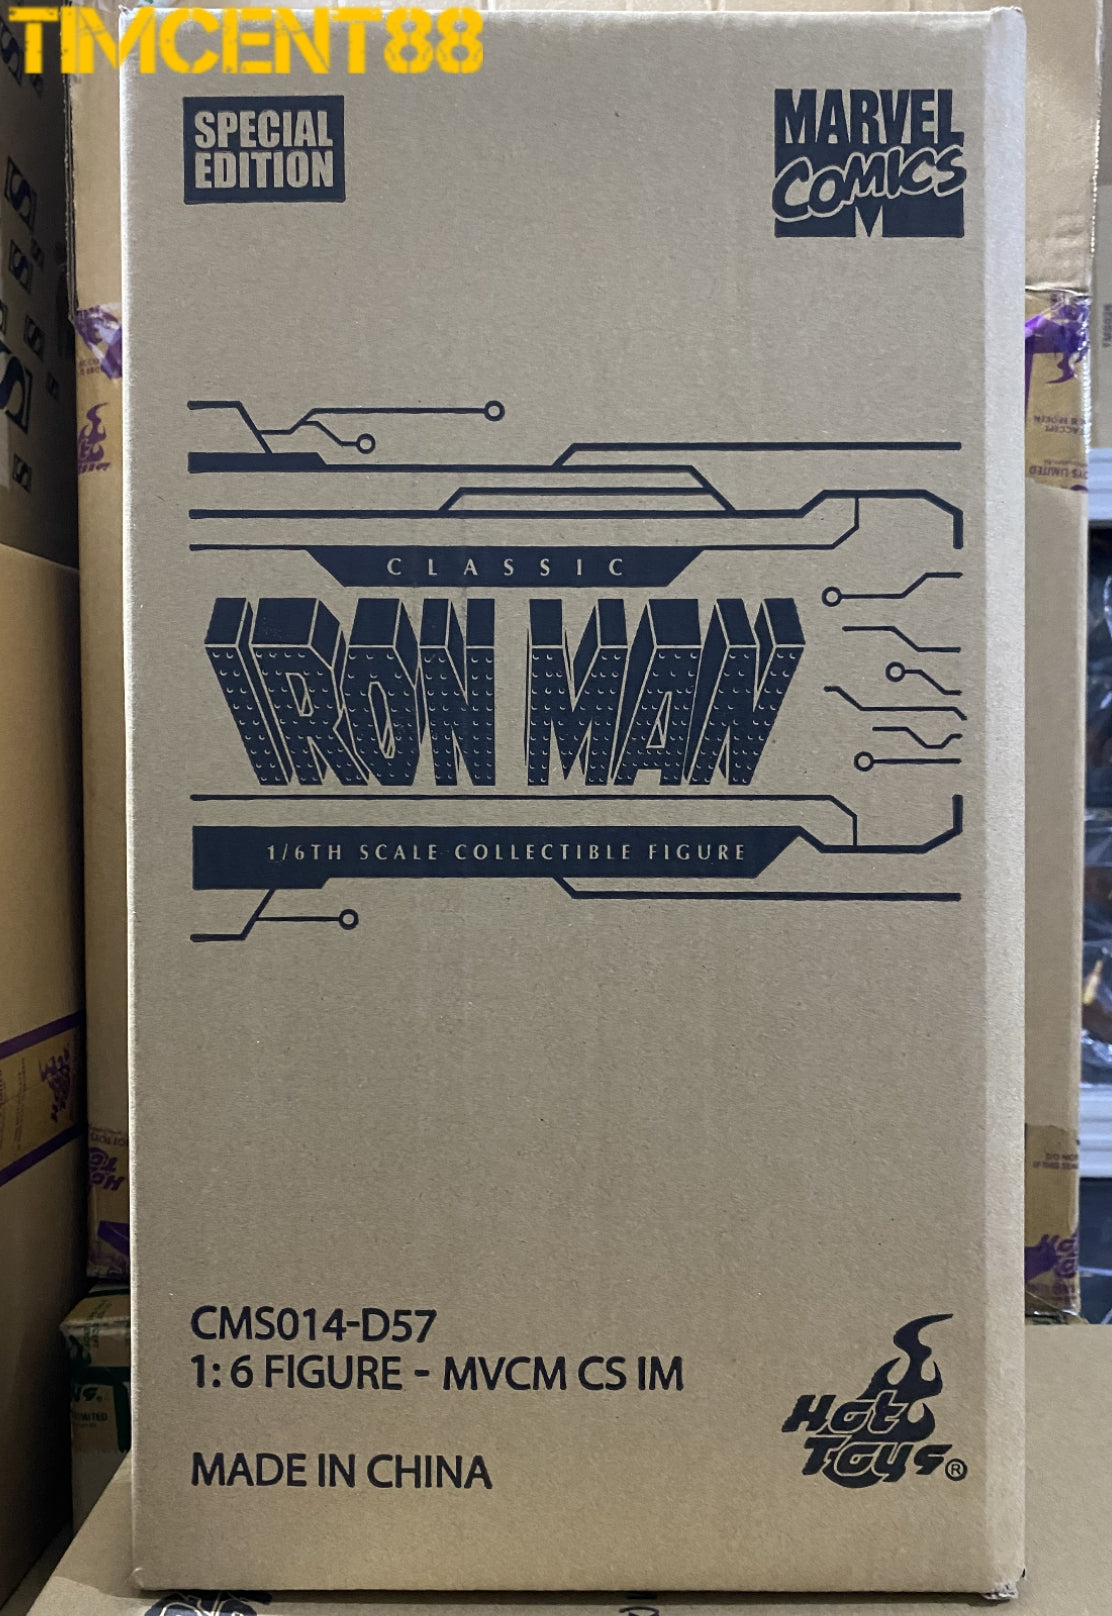 TIMCENT88
SPECIAL
EDITION
MARVEL
COMICS
CLASSIC
IRON MAN
1/6TH SCALE COLLECTIBLE FIGURE
CMS014-D57
1: 6 FIGURE - MVCM CS IM
MADE IN CHINA
Hot
Toys®